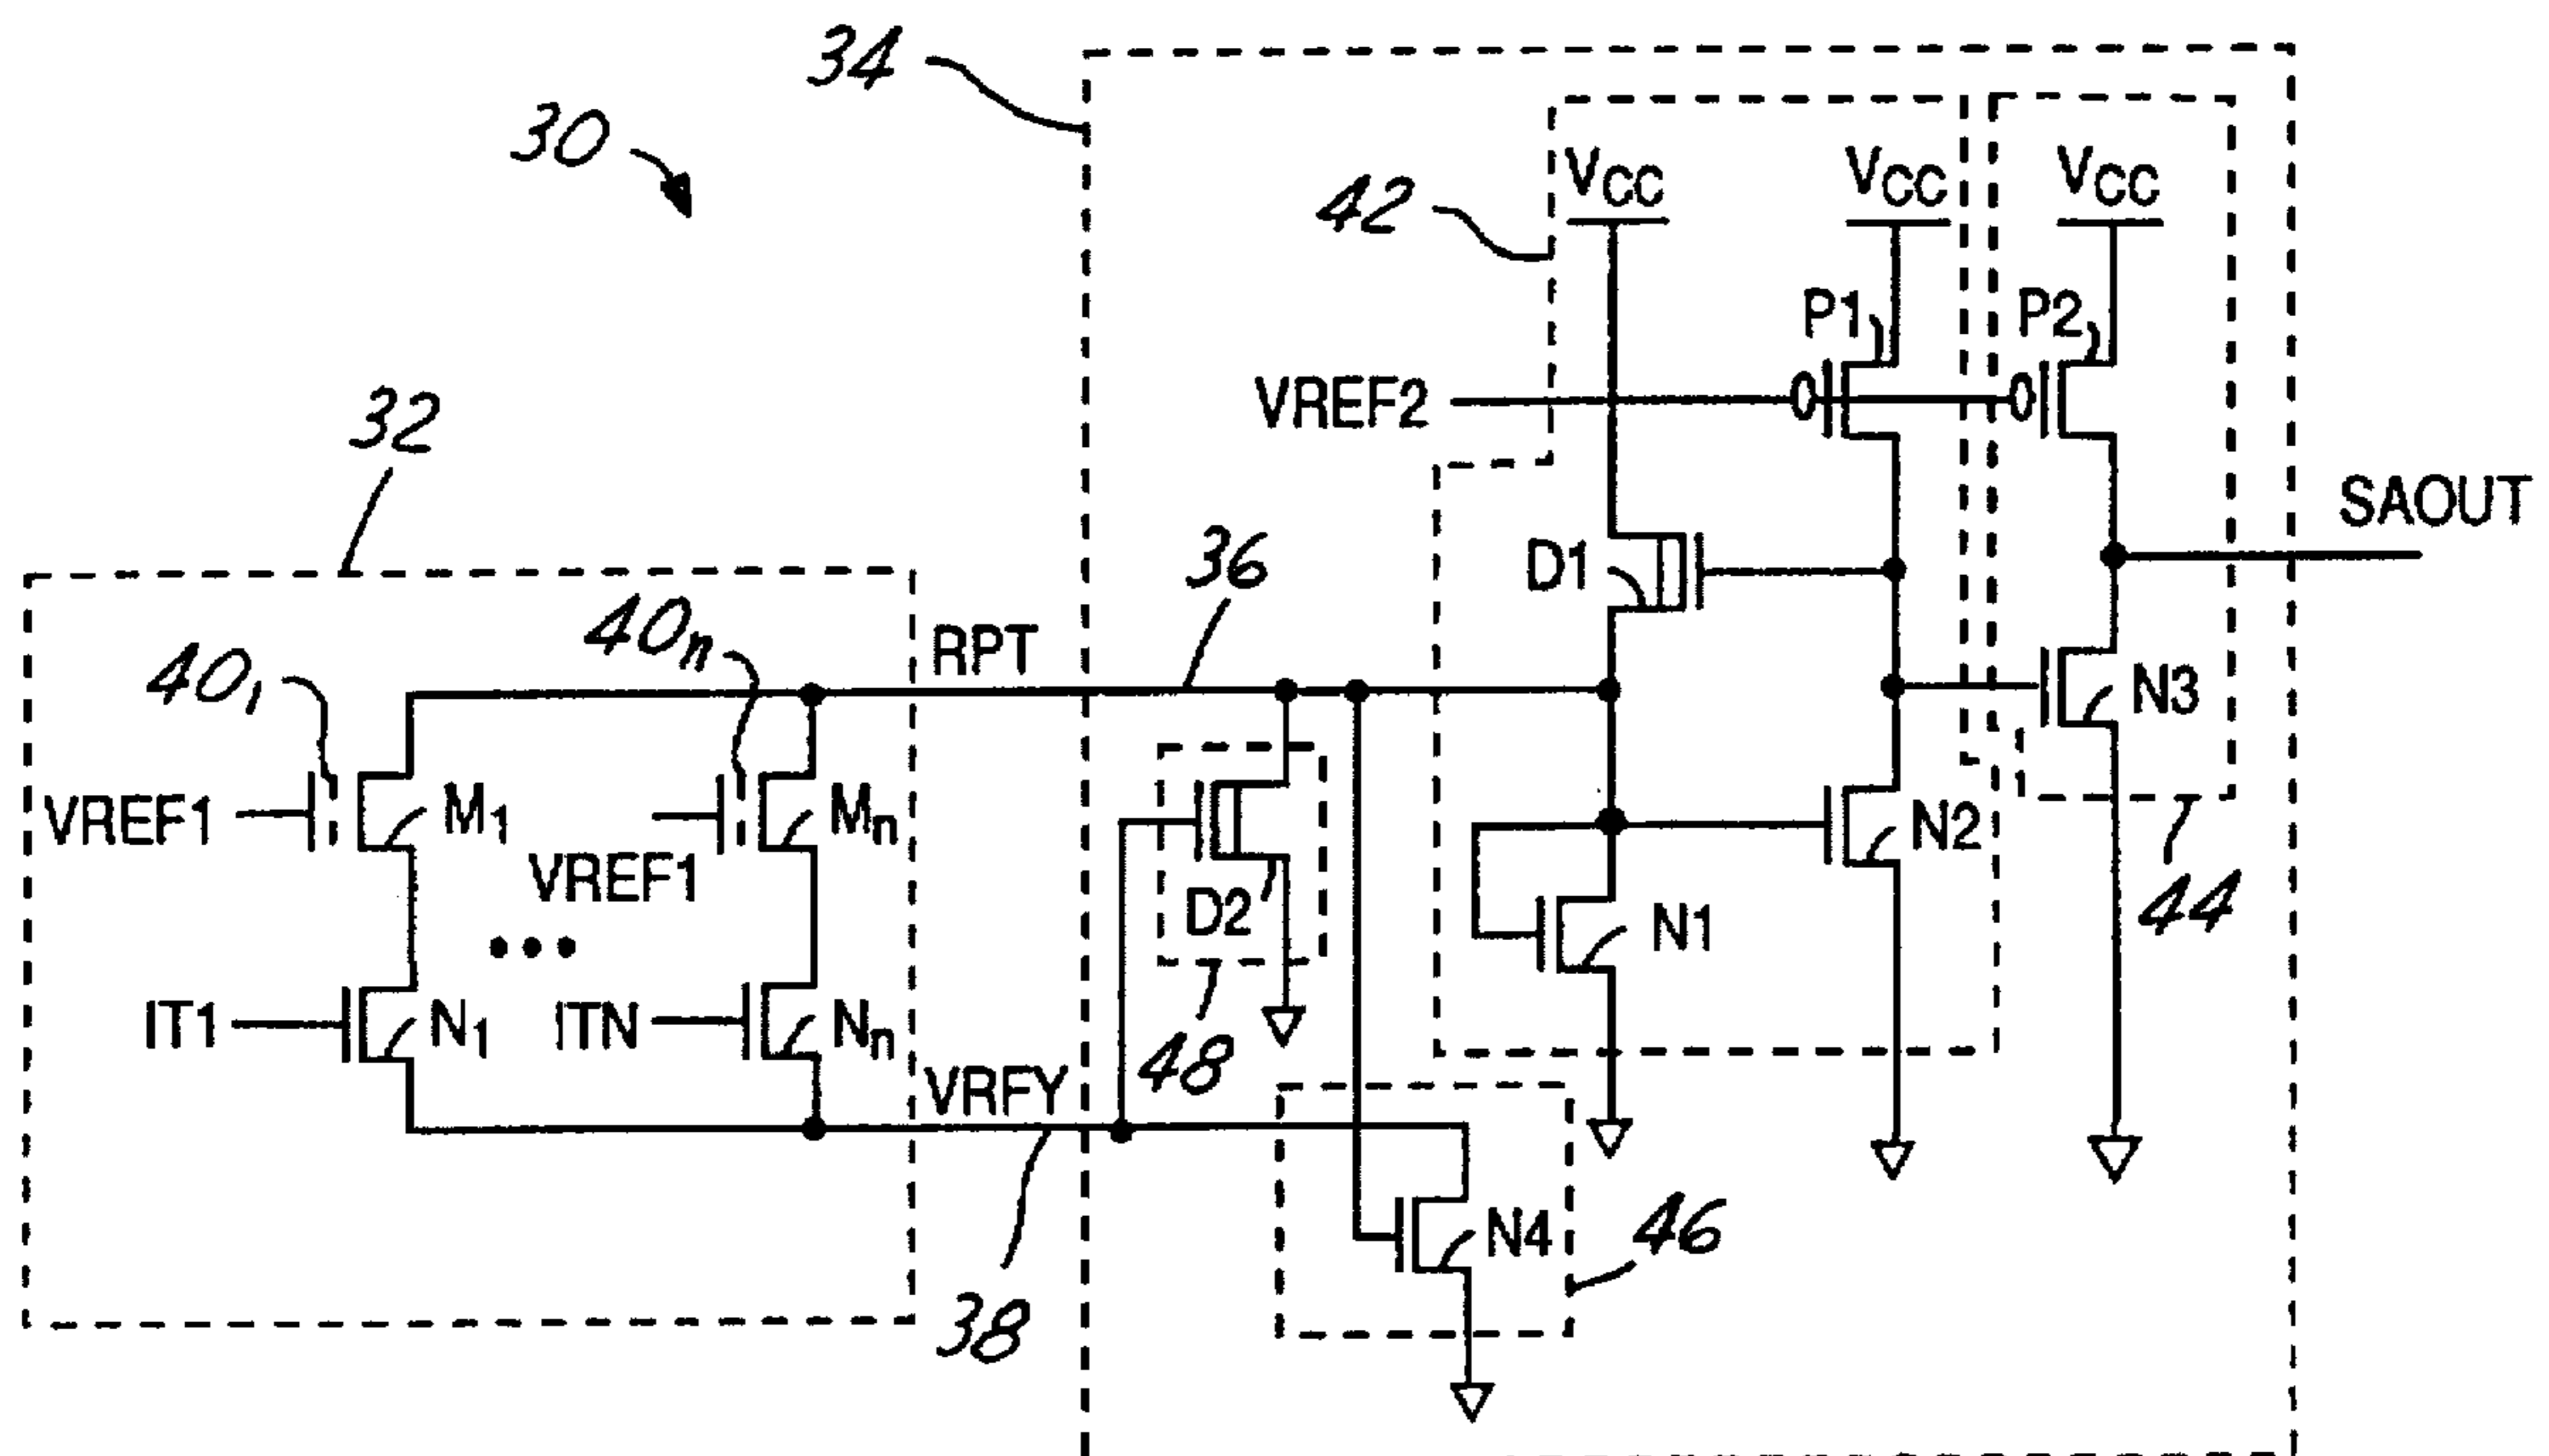 34
30
42
VCC
VCC
VCC
P1
P2
VREF2
32
SAOUT
36
D1
40n
RPT
401
N3
VREF1
M1
Mn
N2
VREF1
D2
N1
44
IT1
N1
ITN
Nn
48
VRFY
N4
46
38